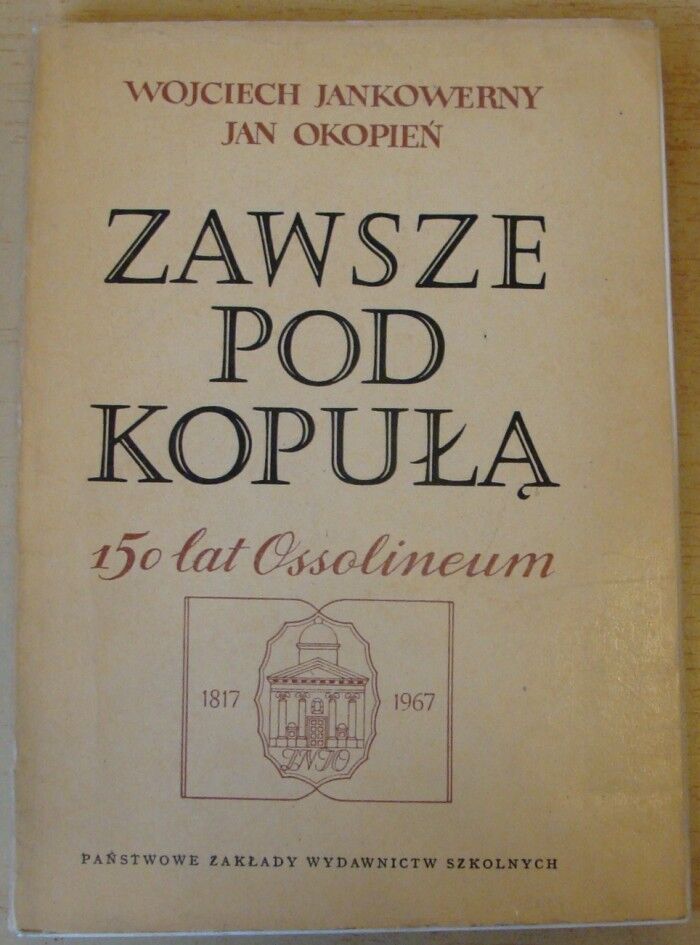 WOJCIECH JANKOWERNY
JAN OKOPIEŃ
ZAWSZE
POD
KOPUŁĄ
150 lat Ossolineum
1817 1967
ZNIO
PAŃSTWOWE ZAKŁADY WYDAWNICTW SZKOLNYCH